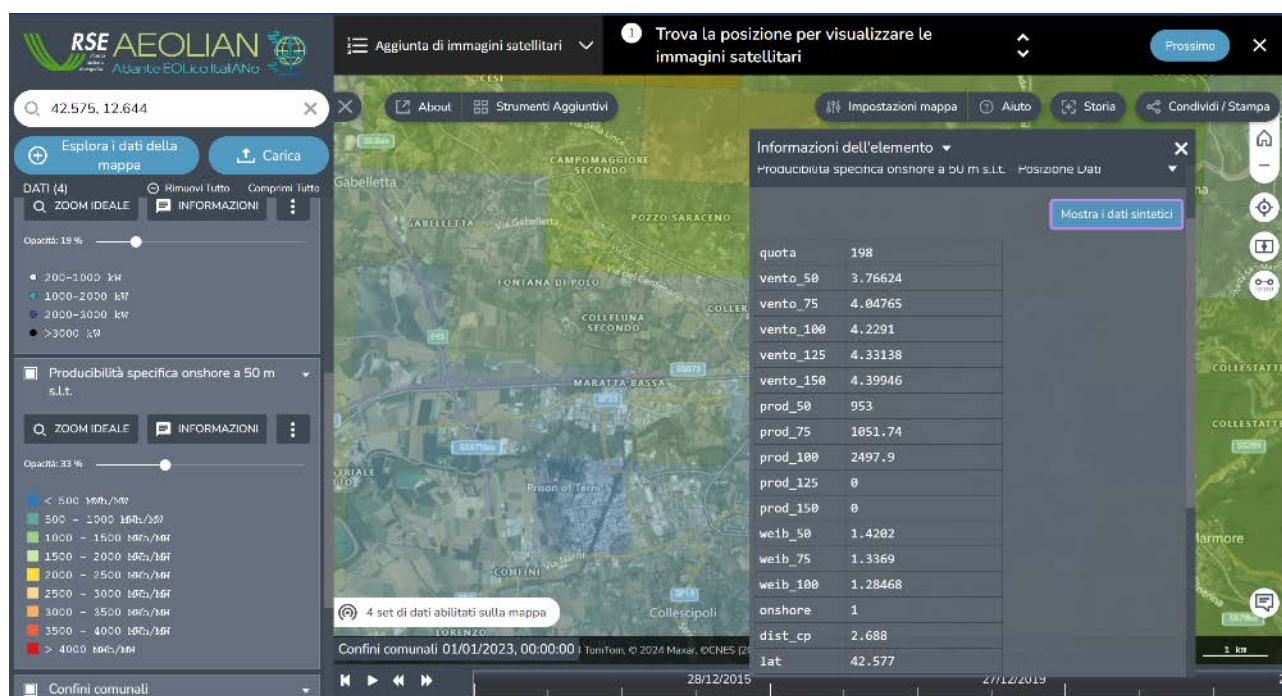 RSE AEOLIAN
Atlante EOLico ItaliANo
Aggiunta di immagini satellitari
1
Trova la posizione per visualizzare le
immagini satellitari
Prossimo
42.575, 12.644
Esplora i dati della
mappa
Carica
DATI (4)
Rimuovi Tutto
Comprimi Tutto
ZOOM IDEALE
INFORMAZIONI
Opacità: 19 %
200-1000 kW
1000-2000 kW
2000-3000 kW
>3000 kW
Producibilità specifica onshore a 50 m
s.l.t.
ZOOM IDEALE
INFORMAZIONI
Opacità: 33 %
< 500 MWh/MW
500 - 1000 MWh/MW
1000 - 1500 MWh/MW
1500 - 2000 MWh/MW
2000 - 2500 MWh/MW
2500 - 3000 MWh/MW
3000 - 3500 MWh/MW
3500 - 4000 MWh/MW
> 4000 MWh/MW
Confini comunali
About
Strumenti Aggiuntivi
Impostazioni mappa
Aiuto
Storia
Condividi / Stampa
CESI
CAMPOMAGGIORE
SECONDO
Gabelletta
GABELLETTA
POZZO SARACENO
FONTANA DI POLO
COLLELUNA
SECONDO
COLLER
E45
MARATTA BASSA
SS675bis
Prison of Terni
CONFINI
Collescipoli
LORENZO
COLLESTATT
COLLESTATT
SS209
Marmore
Informazioni dell'elemento
Producibilità specifica onshore a 50 m s.l.t. - Posizione Dati
Mostra i dati sintetici
quota 198
vento_50 3.76624
vento_75 4.04765
vento_100 4.2291
vento_125 4.33138
vento_150 4.39946
prod_50 953
prod_75 1051.74
prod_100 2497.9
prod_125 0
prod_150 0
weib_50 1.4202
weib_75 1.3369
weib_100 1.28468
onshore 1
dist_cp 2.688
lat 42.577
4 set di dati abilitati sulla mappa
Confini comunali 01/01/2023, 00:00:00
TomTom, © 2024 Maxar, ©CNES (20
1 km
28/12/2015
27/12/2019